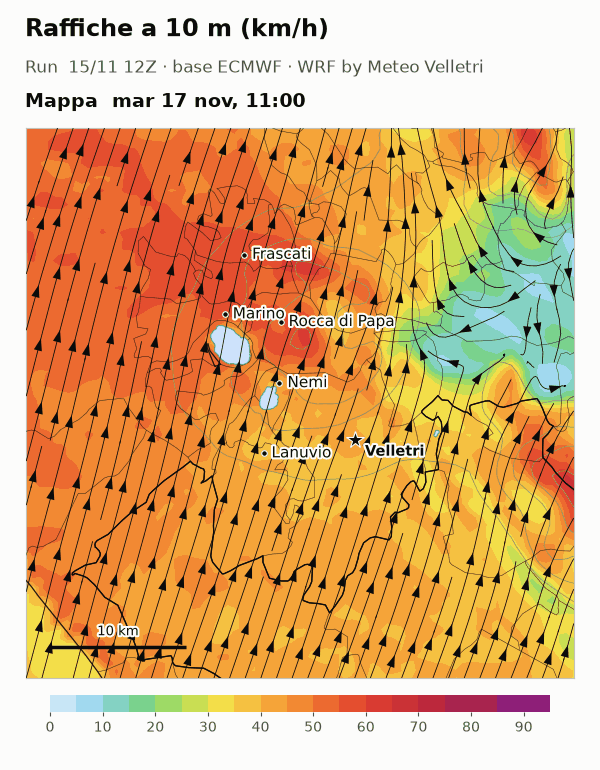 Raffiche a 10 m (km/h)
Run  15/11 12Z · base ECMWF · WRF by Meteo Velletri
Mappa  mar 17 nov, 11:00
Frascati
Marino
Rocca di Papa
Nemi
Velletri
Lanuvio
10 km
0 10 20 30 40 50 60 70 80 90